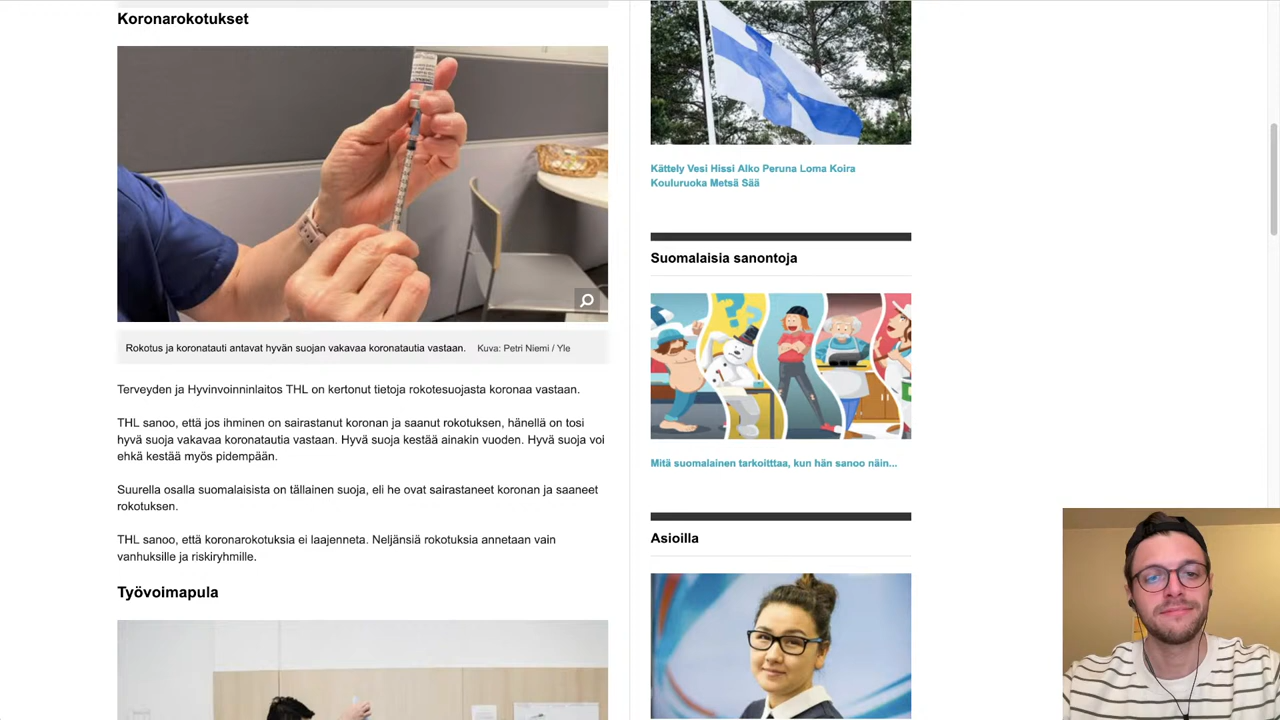 Koronarokotukset
Rokotus ja koronatauti antavat hyvän suojan vakavaa koronatautia vastaan. Kuva: Petri Niemi / Yle
Terveyden ja Hyvinvoinninlaitos THL on kertonut tietoja rokotesuojasta koronaa vastaan.
THL sanoo, että jos ihminen on sairastanut koronan ja saanut rokotuksen, hänellä on tosi
hyvä suoja vakavaa koronatautia vastaan. Hyvä suoja kestää ainakin vuoden. Hyvä suoja voi
ehkä kestää myös pidempään.
Suurella osalla suomalaisista on tällainen suoja, eli he ovat sairastaneet koronan ja saaneet
rokotuksen.
THL sanoo, että koronarokotuksia ei laajenneta. Neljänsiä rokotuksia annetaan vain
vanhuksille ja riskiryhmille.
Työvoimapula
Kättely Vesi Hissi Alko Peruna Loma Koira
Kouluruoka Metsä Sää
Suomalaisia sanontoja
??
Mitä suomalainen tarkoitttaa, kun hän sanoo näin...
Asioilla